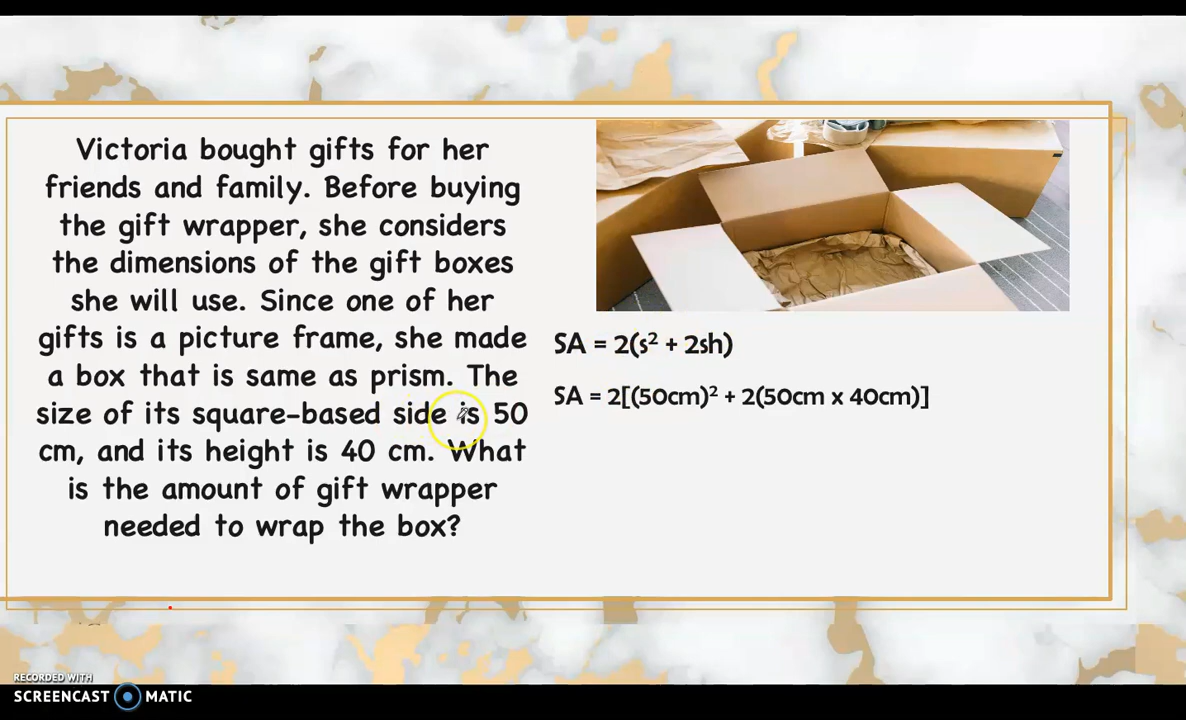 Victoria bought gifts for her
friends and family. Before buying
the gift wrapper, she considers
the dimensions of the gift boxes
she will use. Since one of her
gifts is a picture frame, she made
a box that is same as prism. The
size of its square-based side is 50
cm, and its height is 40 cm. What
is the amount of gift wrapper
needed to wrap the box?
SA = 2(s² + 2sh)
SA = 2[(50cm)² + 2(50cm x 40cm)]
RECORDED WITH
SCREENCAST MATIC